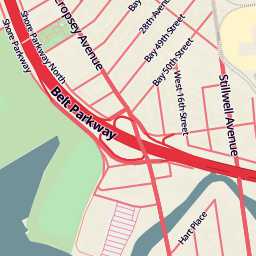 Shore Parkway
Shore Parkway North
Cropsey Avenue
28th Avenue
Bay 49th Street
Bay 50th Street
West 16th Street
Stillwell Avenue
Belt Parkway
Hart Place